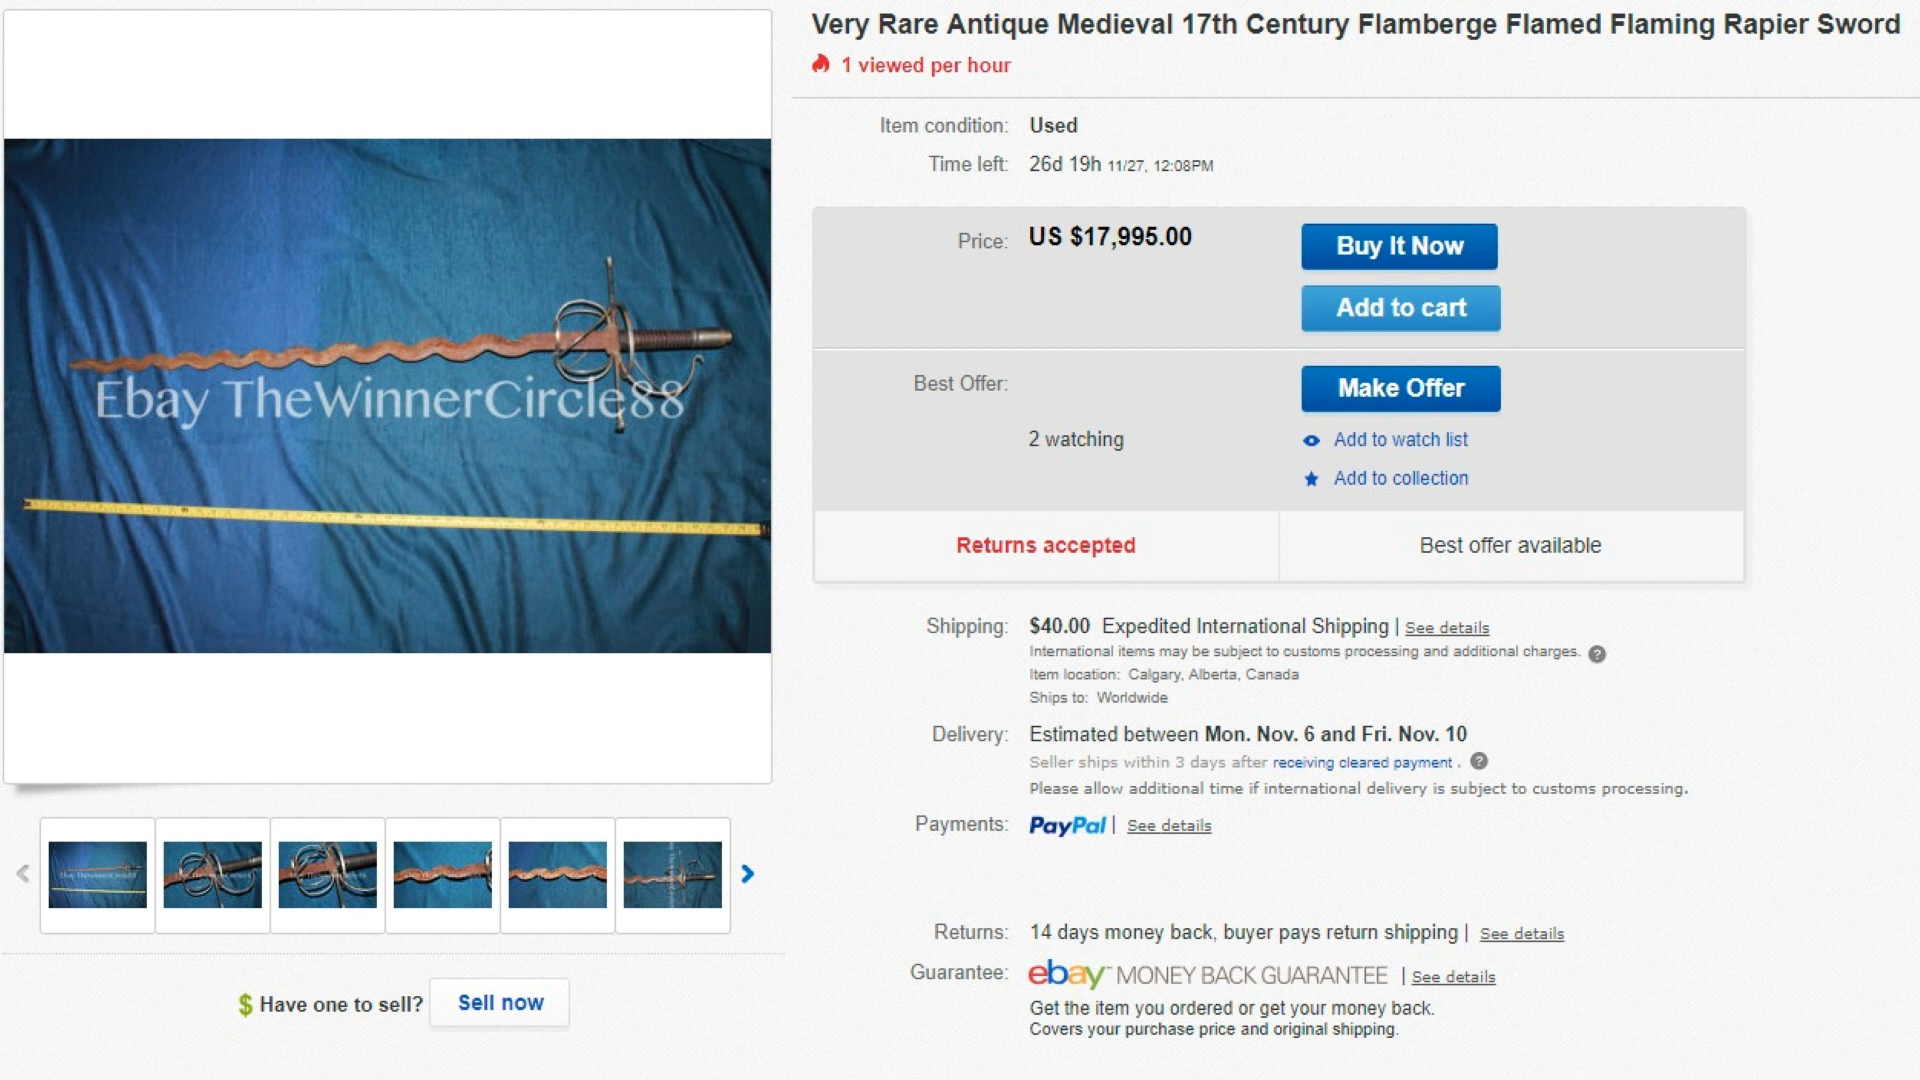 Very Rare Antique Medieval 17th Century Flamberge Flamed Flaming Rapier Sword
1 viewed per hour
Item condition: Used
Time left: 26d 19h 11/27, 12:08PM
Price: US $17,995.00
Buy It Now
Add to cart
Best Offer:
Make Offer
2 watching
Add to watch list
Add to collection
Returns accepted
Best offer available
Ebay TheWinnerCircle88
Shipping: $40.00 Expedited International Shipping | See details
International items may be subject to customs processing and additional charges. ?
Item location: Calgary, Alberta, Canada
Ships to: Worldwide
Delivery: Estimated between Mon. Nov. 6 and Fri. Nov. 10
Seller ships within 3 days after receiving cleared payment . ?
Please allow additional time if international delivery is subject to customs processing.
Payments: PayPal | See details
Returns: 14 days money back, buyer pays return shipping | See details
Guarantee: ebay MONEY BACK GUARANTEE | See details
Get the item you ordered or get your money back.
Covers your purchase price and original shipping.
$ Have one to sell? Sell now